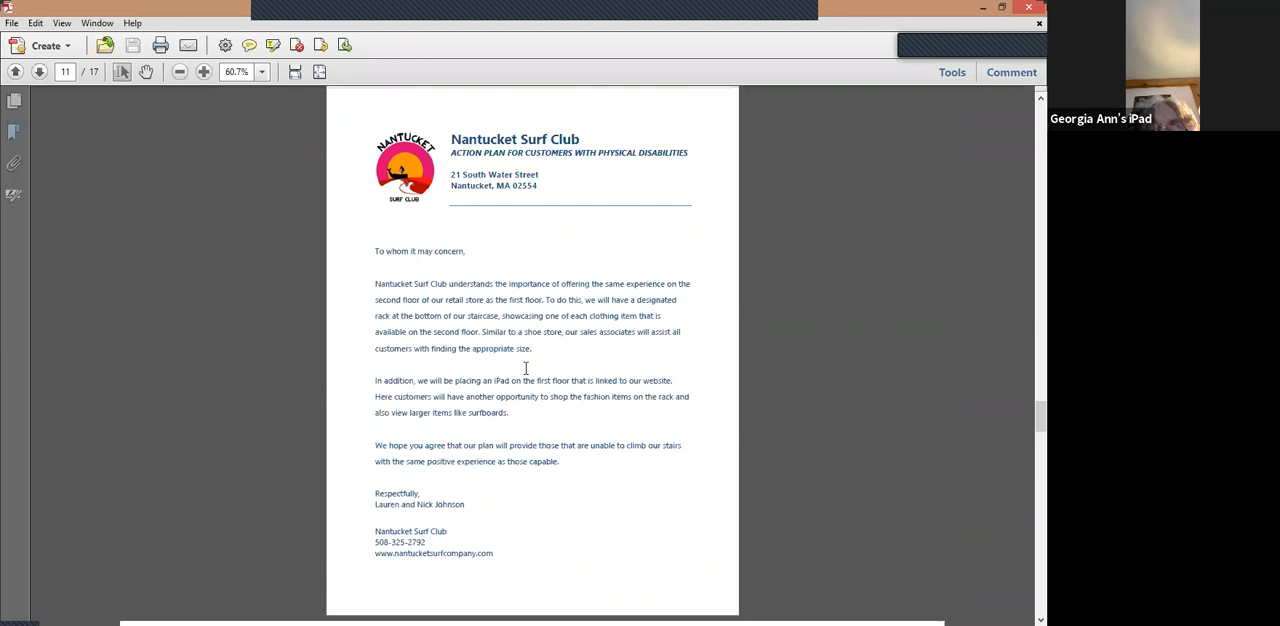 File Edit View Window Help
Create
11 / 17 60.7% Tools Comment
Georgia Ann's iPad
NANTUCKET
SURF CLUB
Nantucket Surf Club
ACTION PLAN FOR CUSTOMERS WITH PHYSICAL DISABILITIES
21 South Water Street
Nantucket, MA 02554
To whom it may concern,
Nantucket Surf Club understands the importance of offering the same experience on the
second floor of our retail store as the first floor. To do this, we will have a designated
rack at the bottom of our staircase, showcasing one of each clothing item that is
available on the second floor. Similar to a shoe store, our sales associates will assist all
customers with finding the appropriate size.
In addition, we will be placing an iPad on the first floor that is linked to our website.
Here customers will have another opportunity to shop the fashion items on the rack and
also view larger items like surfboards.
We hope you agree that our plan will provide those that are unable to climb our stairs
with the same positive experience as those capable.
Respectfully,
Lauren and Nick Johnson
Nantucket Surf Club
508-325-2792
www.nantucketsurfcompany.com